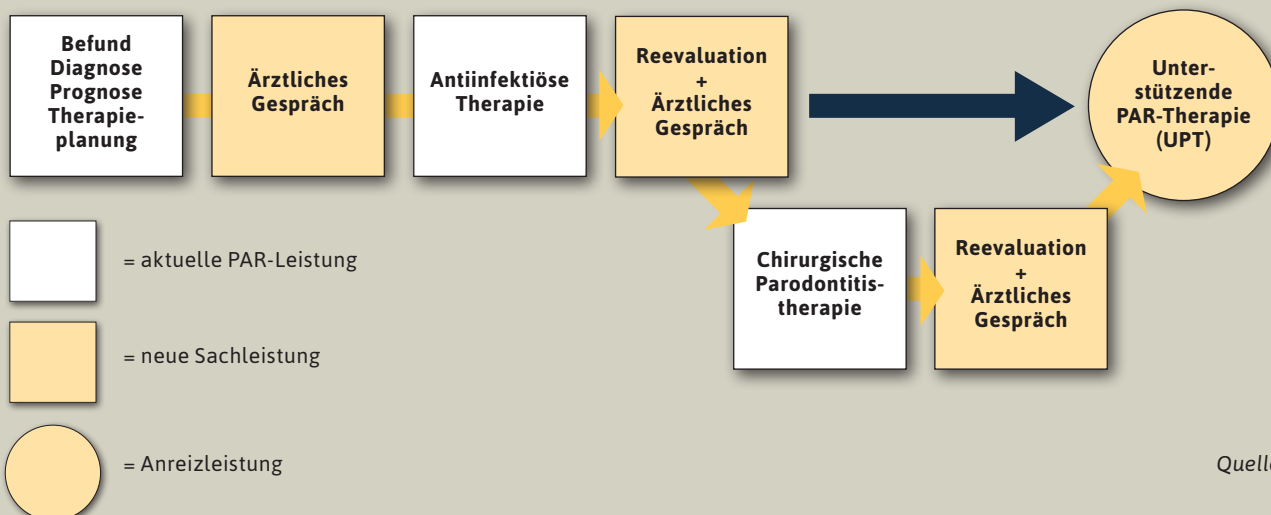 Befund
Diagnose
Prognose
Therapie-
planung
Ärztliches
Gespräch
Antiinfektiöse
Therapie
Reevaluation
+
Ärztliches
Gespräch
Unter-
stützende
PAR-Therapie
(UPT)
Chirurgische
Parodontitis-
therapie
Reevaluation
+
Ärztliches
Gespräch
= aktuelle PAR-Leistung
= neue Sachleistung
= Anreizleistung
Quelle